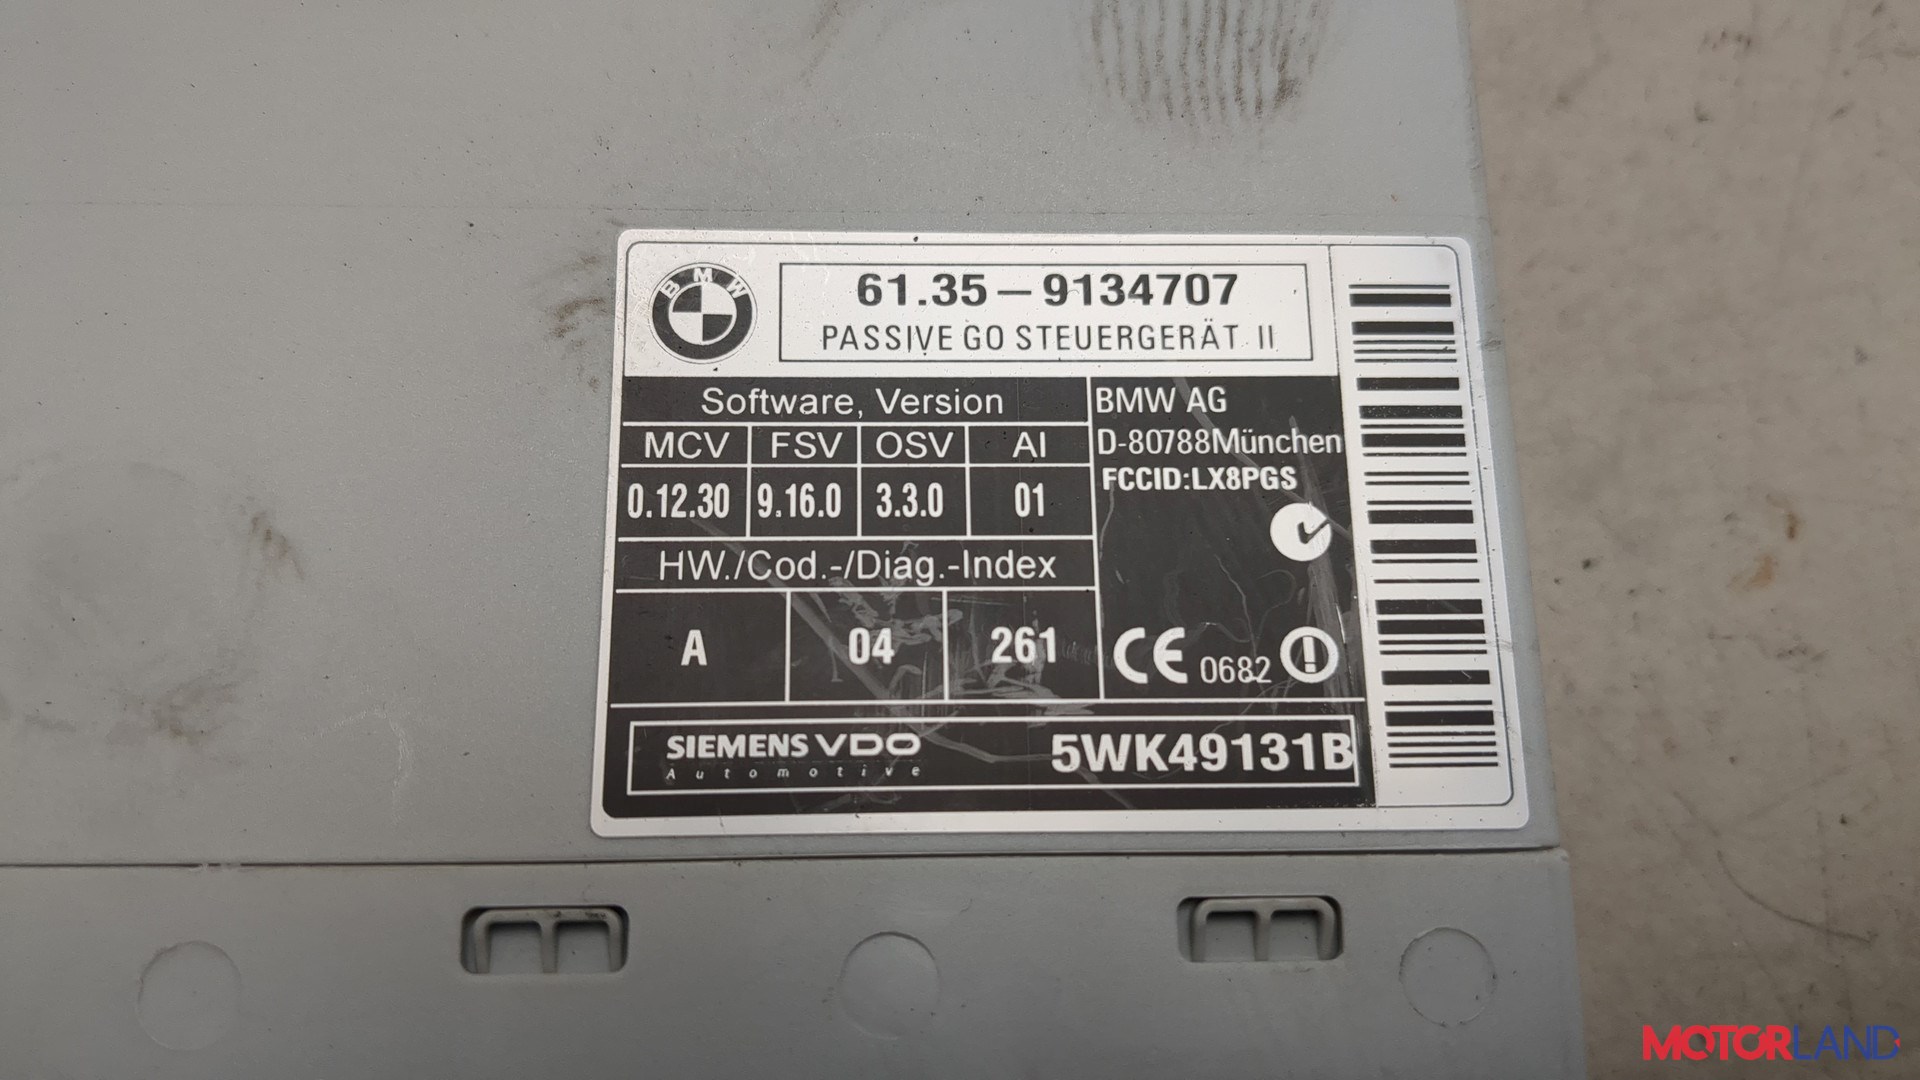 BMW
61.35 – 9134707
PASSIVE GO STEUERGERÄT II
Software, Version
MCV FSV OSV AI
0.12.30 9.16.0 3.3.0 01
HW./Cod.-/Diag.-Index
A 04 261
BMW AG
D-80788München
FCCID:LX8PGS
CE 0682
SIEMENS VDO
Automotive
5WK49131B
MOTORLAND